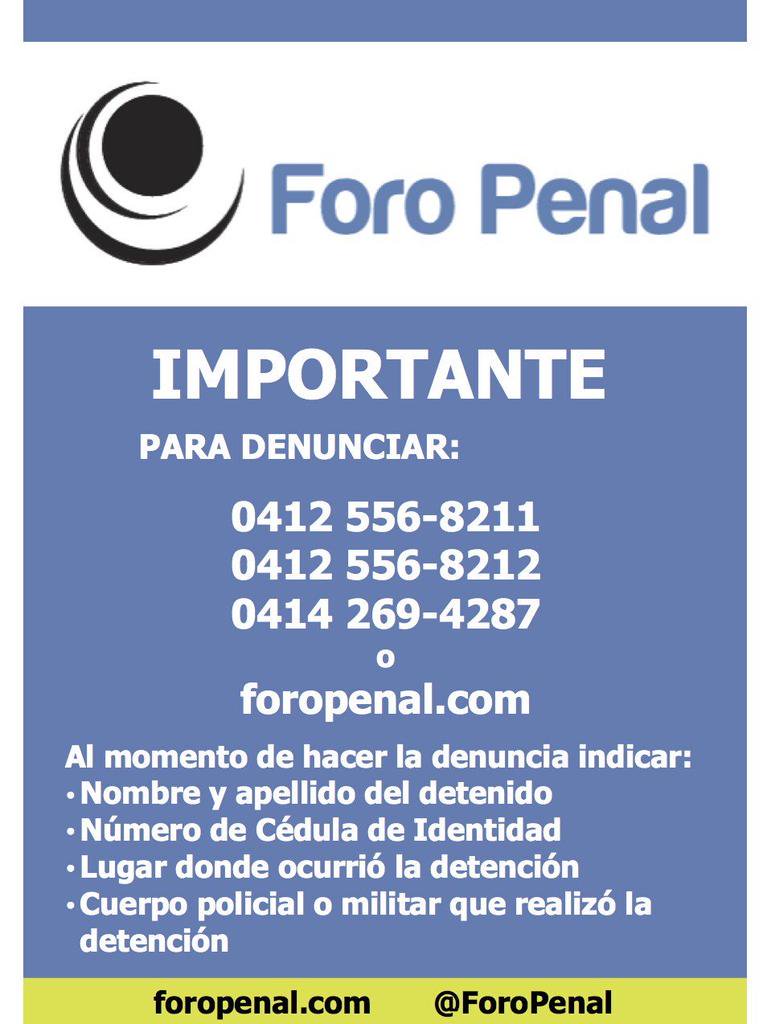 Foro Penal
IMPORTANTE
PARA DENUNCIAR:
0412 556-8211
0412 556-8212
0414 269-4287
o
foropenal.com
Al momento de hacer la denuncia indicar:
• Nombre y apellido del detenido
• Número de Cédula de Identidad
• Lugar donde ocurrió la detención
• Cuerpo policial o militar que realizó la
detención
foropenal.com @ForoPenal